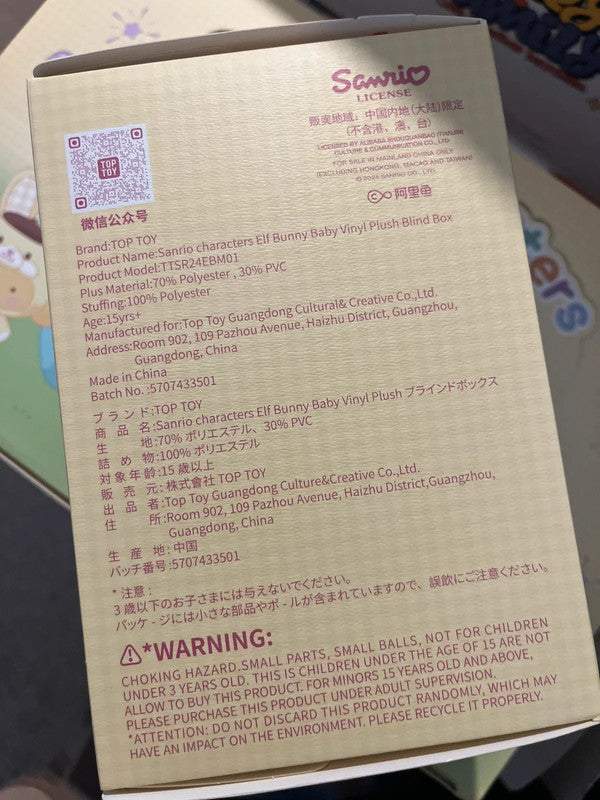 Sanrio
LICENSE
贩卖地域：中国内地(大陆)限定
(不含港、澳、台)
LICENSED BY ALIBABA SHOUQUANBAO (TIANJIN)
CULTURE & COMMUNICATION CO., LTD.
FOR SALE IN MAINLAND CHINA ONLY
(EXCLUDING HONGKONG, MACAO AND TAIWAN)
© 2024 SANRIO CO., LTD.
阿里鱼
TOP
TOY
微信公众号
Brand:TOP TOY
Product Name:Sanrio characters Elf Bunny Baby Vinyl Plush Blind Box
Product Model:TTSR24EBM01
Plus Material:70% Polyester , 30% PVC
Stuffing:100% Polyester
Age:15yrs+
Manufactured for:Top Toy Guangdong Cultural& Creative Co.,Ltd.
Address:Room 902, 109 Pazhou Avenue, Haizhu District, Guangzhou,
Guangdong, China
Made in China
Batch No. :5707433501
ブランド:TOP TOY
商品名:Sanrio characters Elf Bunny Baby Vinyl Plush ブラインドボックス
生地:70% ポリエステル、30% PVC
詰め物:100% ポリエステル
対象年齢:15 歳以上
販売元:株式會社 TOP TOY
出品者:Top Toy Guangdong Culture&Creative Co.,Ltd.
住所:Room 902, 109 Pazhou Avenue, Haizhu District,Guangzhou,
Guangdong, China
生産地:中国
バッチ番号:5707433501
*注意:
3 歳以下のお子さまには与えないでください。
パッケ - ジには小さな部品やボ - ルが含まれていますので、誤飲にご注意ください。
*WARNING:
CHOKING HAZARD.SMALL PARTS, SMALL BALLS, NOT FOR CHILDREN
UNDER 3 YEARS OLD. THIS IS CHILDREN UNDER THE AGE OF 15 ARE NOT
ALLOW TO BUY THIS PRODUCT. FOR MINORS 15 YEARS OLD AND ABOVE,
PLEASE PURCHASE THIS PRODUCT UNDER ADULT SUPERVISION.
*ATTENTION: DO NOT DISCARD THIS PRODUCT RANDOMLY, WHICH MAY
HAVE AN IMPACT ON THE ENVIRONMENT. PLEASE RECYCLE IT PROPERLY.